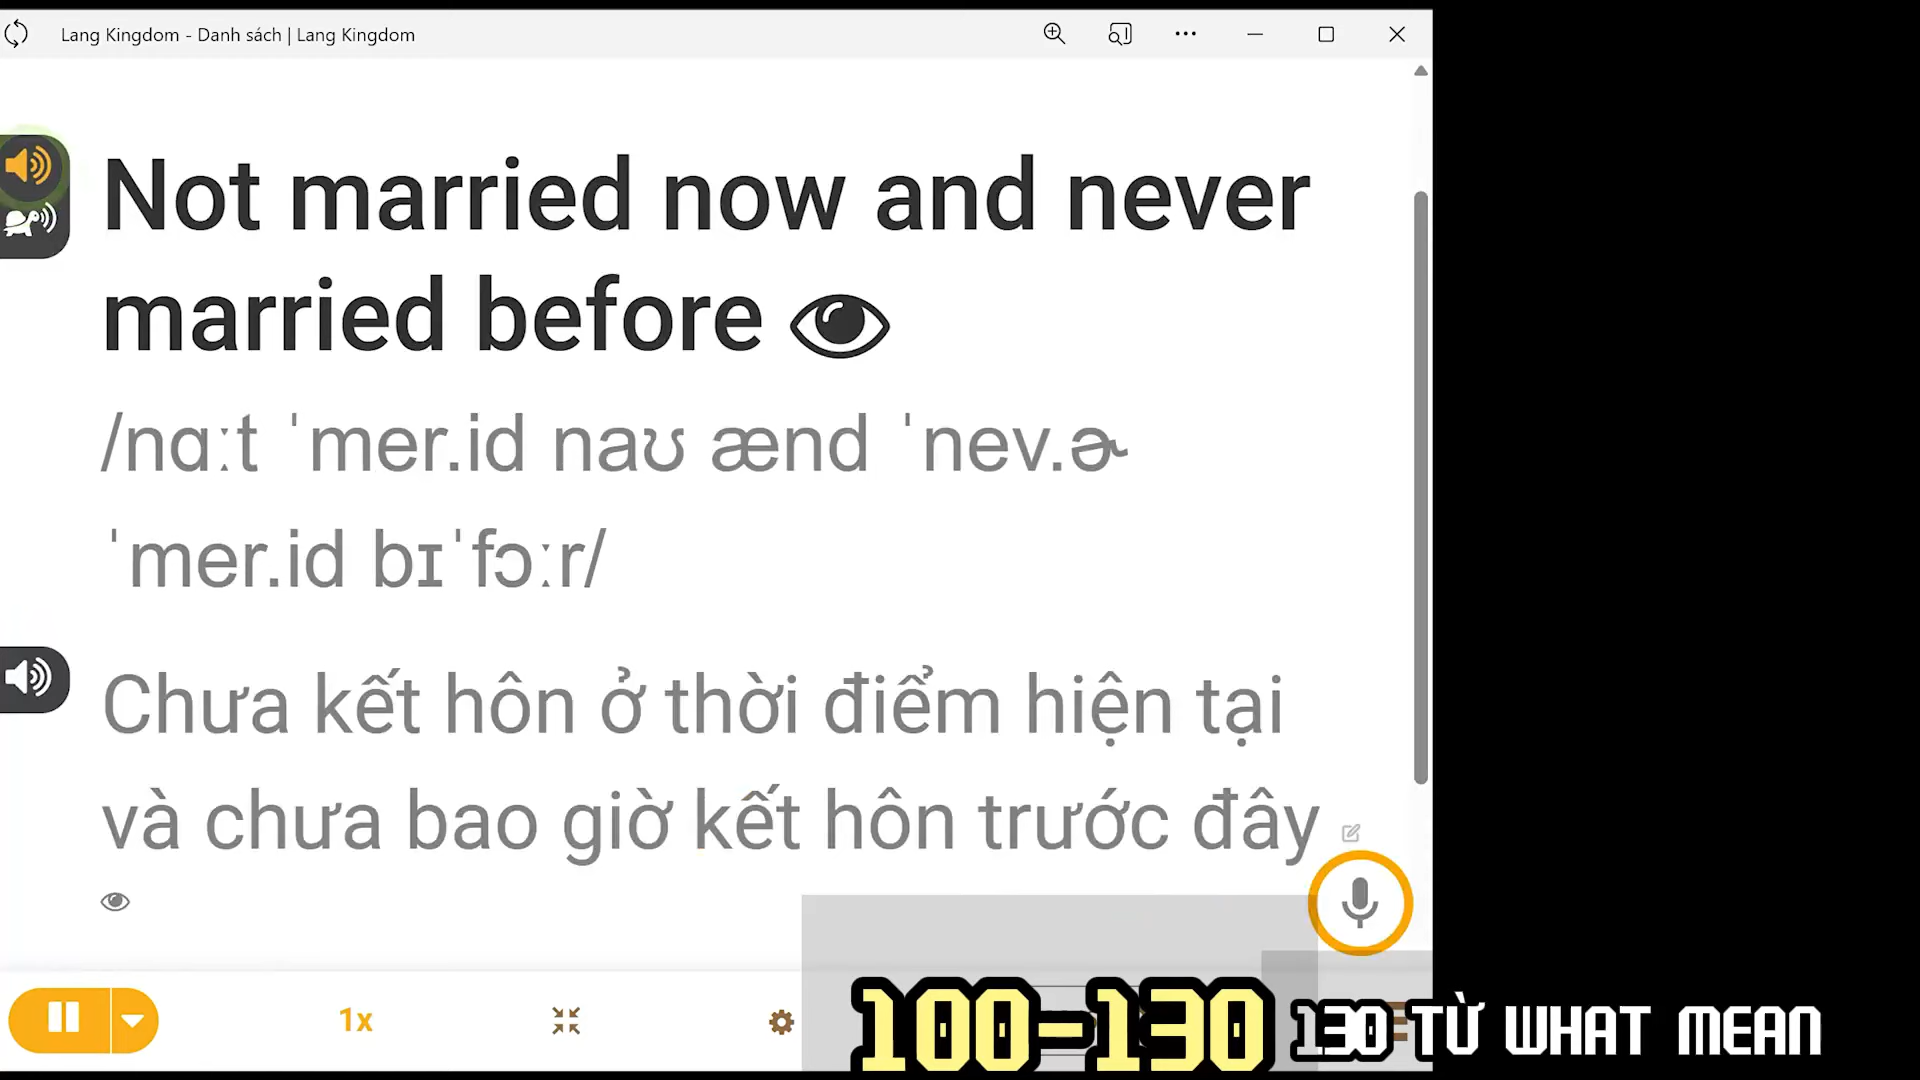 Lang Kingdom - Danh sách | Lang Kingdom
Not married now and never
married before
/nɑːt ˈmer.id naʊ ænd ˈnev.ɚ
ˈmer.id bɪˈfɔːr/
Chưa kết hôn ở thời điểm hiện tại
và chưa bao giờ kết hôn trước đây
1x
100-130 130 TỪ WHAT MEAN